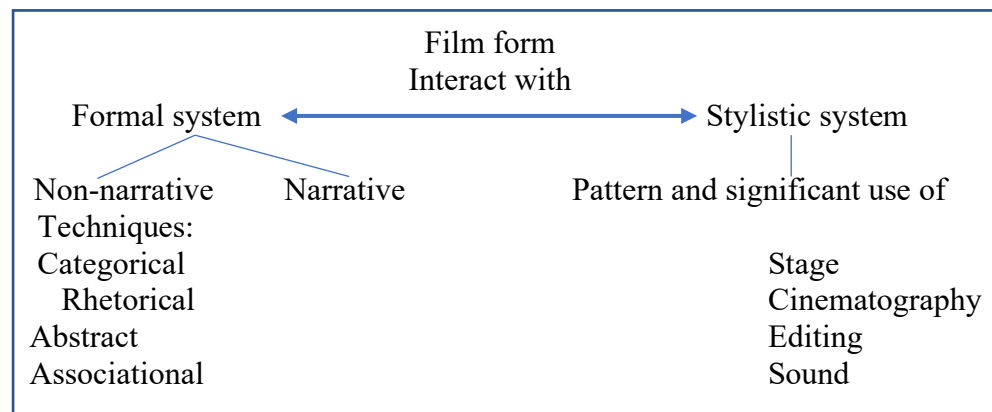 Film form
Interact with
Formal system Stylistic system
Non-narrative Narrative Pattern and significant use of
Techniques:
Categorical Stage
Rhetorical Cinematography
Abstract Editing
Associational Sound